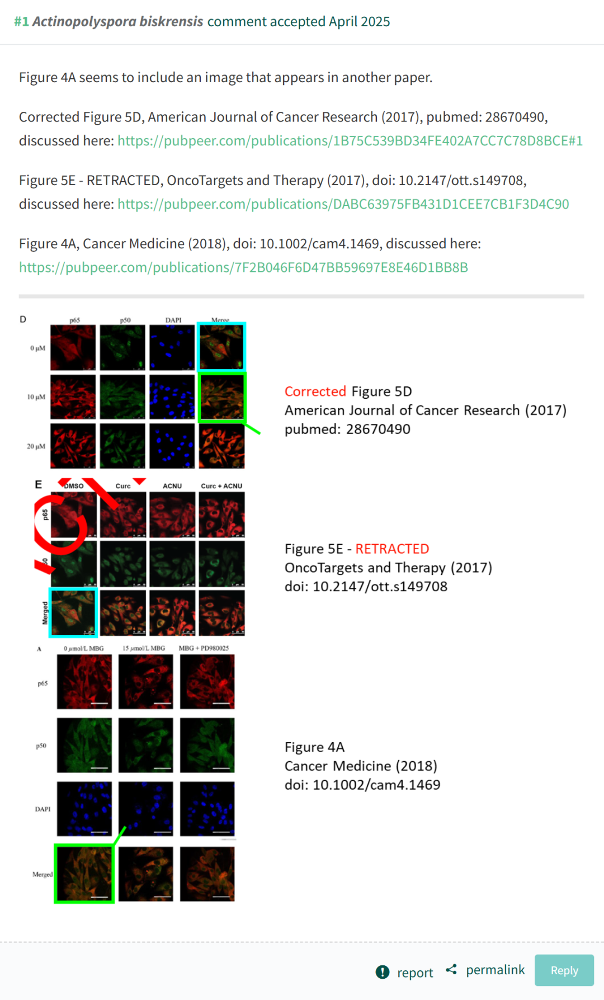 #1 Actinopolyspora biskrensis comment accepted April 2025
Figure 4A seems to include an image that appears in another paper.
Corrected Figure 5D, American Journal of Cancer Research (2017), pubmed: 28670490,
discussed here: https://pubpeer.com/publications/1B75C539BD34FE402A7CC7C78D8BCE#1
Figure 5E - RETRACTED, OncoTargets and Therapy (2017), doi: 10.2147/ott.s149708,
discussed here: https://pubpeer.com/publications/DABC63975FB431D1CEE7CB1F3D4C90
Figure 4A, Cancer Medicine (2018), doi: 10.1002/cam4.1469, discussed here:
https://pubpeer.com/publications/7F2B046F6D47BB59697E8E46D1BB8B
D
p65 p50 DAPI Merge
0 µM
10 µM
20 µM
Corrected Figure 5D
American Journal of Cancer Research (2017)
pubmed: 28670490
E
DMSO Curc ACNU Curc + ACNU
p65
Merged
Figure 5E - RETRACTED
OncoTargets and Therapy (2017)
doi: 10.2147/ott.s149708
A 0 µmol/L MBG 15 µmol/L MBG MBG + PD980025
p65
p50
DAPI
Merged
Figure 4A
Cancer Medicine (2018)
doi: 10.1002/cam4.1469
report permalink Reply